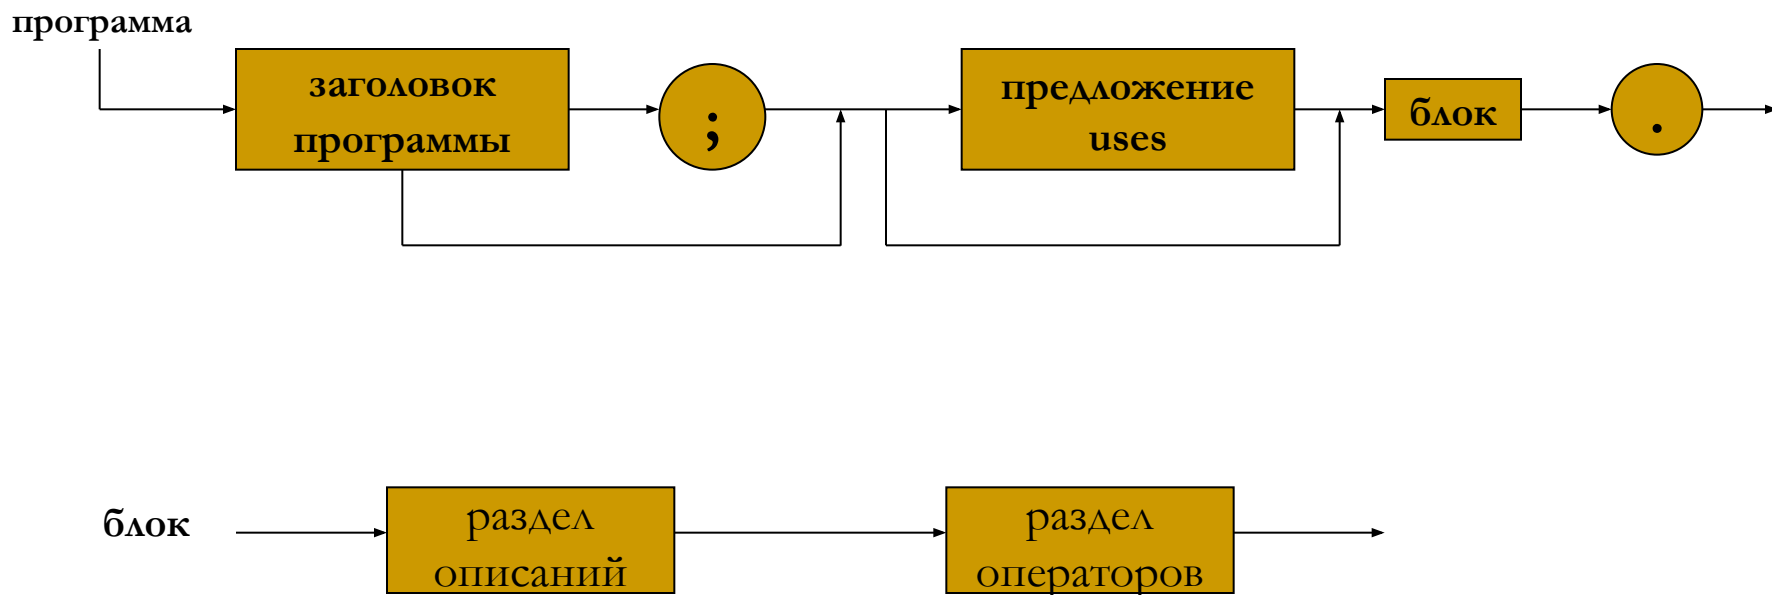 программа
заголовок
программы
;
предложение
uses
блок
.
блок
раздел
описаний
раздел
операторов